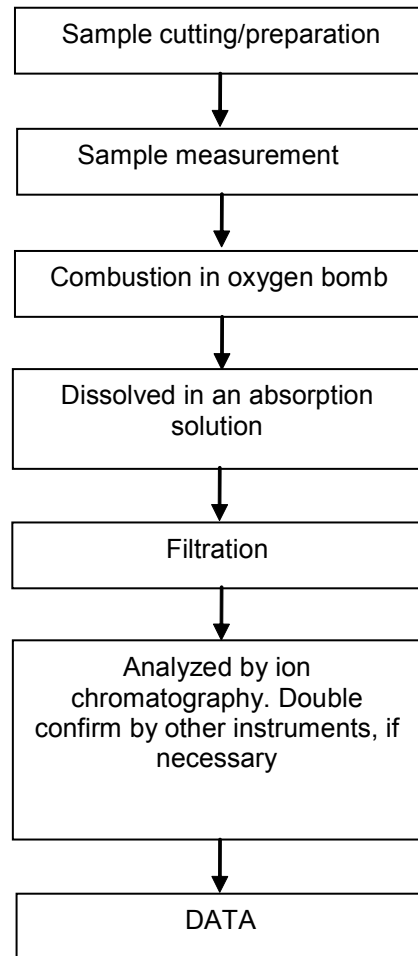 Sample cutting/preparation
Sample measurement
Combustion in oxygen bomb
Dissolved in an absorption
solution
Filtration
Analyzed by ion
chromatography. Double
confirm by other instruments, if
necessary
DATA